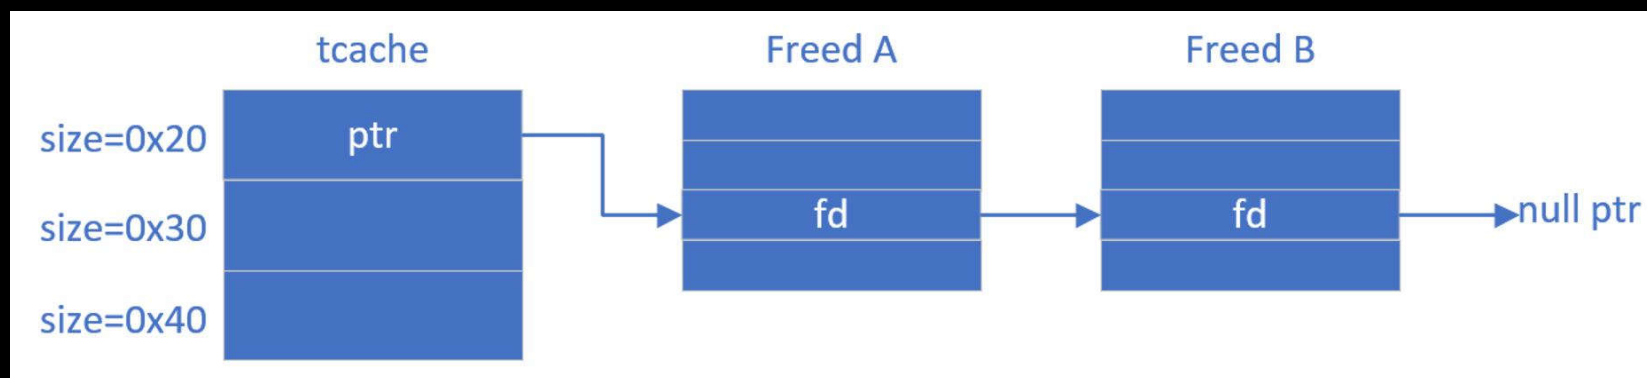 tcache
Freed A
Freed B
size=0x20
ptr
size=0x30
fd
fd
null ptr
size=0x40